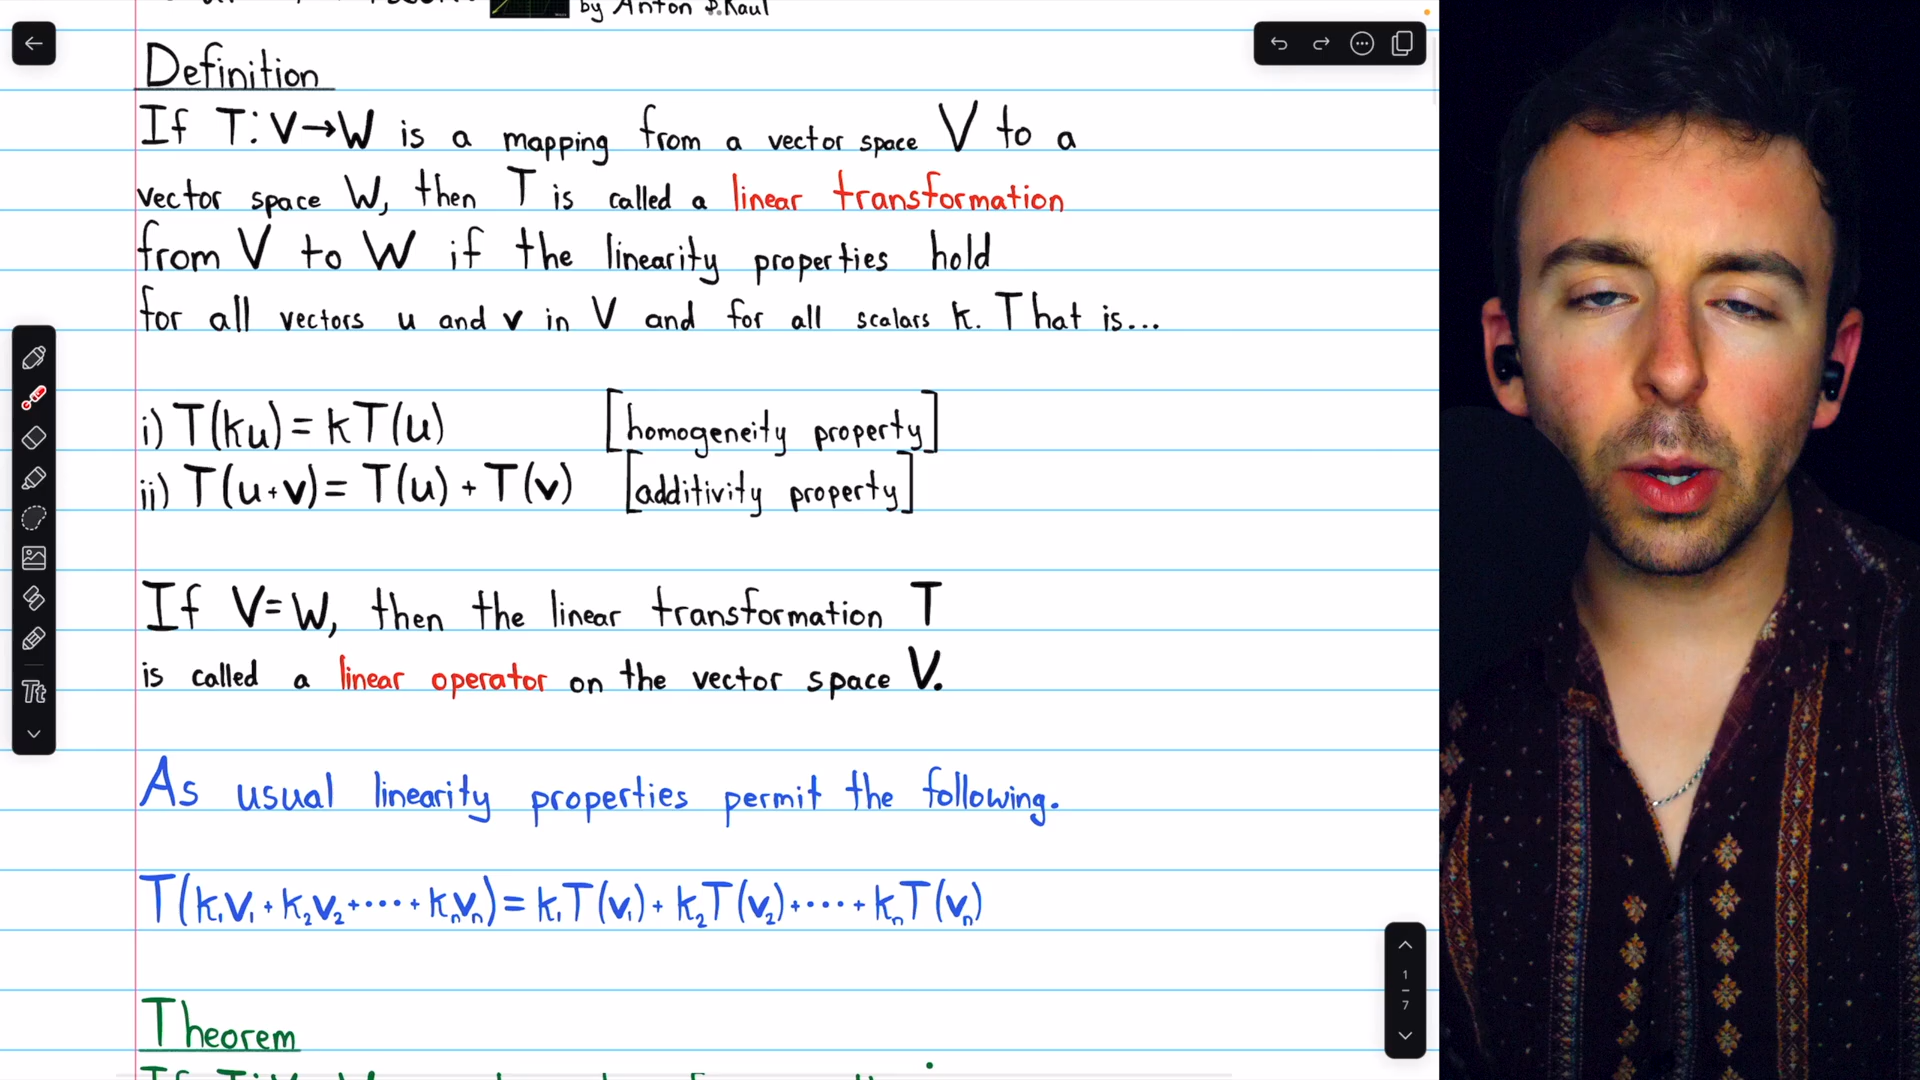 by Anton & Kaul
Definition
If T:V→W is a mapping from a vector space V to a
vector space W, then T is called a linear transformation
from V to W if the linearity properties hold
for all vectors u and v in V and for all scalars k. That is...
i) T(ku) = kT(u) [homogeneity property]
ii) T(u+v) = T(u) + T(v) [additivity property]
If V=W, then the linear transformation T
is called a linear operator on the vector space V.
As usual linearity properties permit the following.
T(k₁v₁+k₂v₂+····+kₙvₙ)=k₁T(v₁)+k₂T(v₂)+····+kₙT(vₙ)
Theorem
Tt
1
7